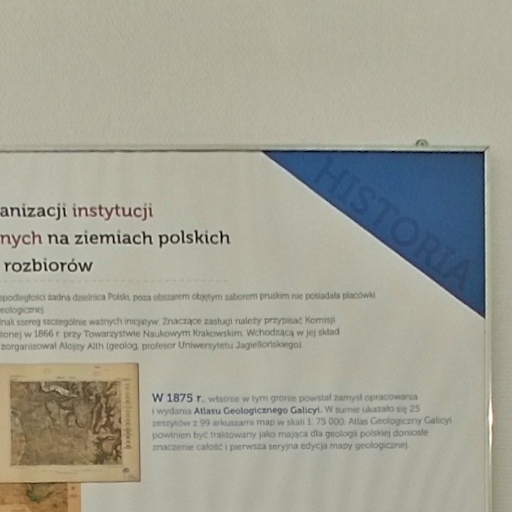 HISTORIA
anizacji instytucji
nych na ziemiach polskich
rozbiorów
spodległości żadna dzielnica Polski, poza obszarem objętym zaborem pruskim nie posiadała placówki
eologicznej.
nak szereg szczególnie ważnych inicjatyw. Znaczące zasługi należy przypisać Komisji
żonej w 1866 r. przy Towarzystwie Naukowym Krakowskim. Wchodzącą w jej skład
zorganizował Alojzy Alth (geolog, profesor Uniwersytetu Jagiellońskiego).
W 1875 r., właśnie w tym gronie powstał zamysł opracowania
i wydania Atlasu Geologicznego Galicyi. W sumie ukazało się 25
zeszytów z 99 arkuszami map w skali 1: 75 000. Atlas Geologiczny Galicyi
powinien być traktowany jako mająca dla geologii polskiej doniosłe
znaczenie całość i pierwsza seryjna edycja mapy geologicznej.